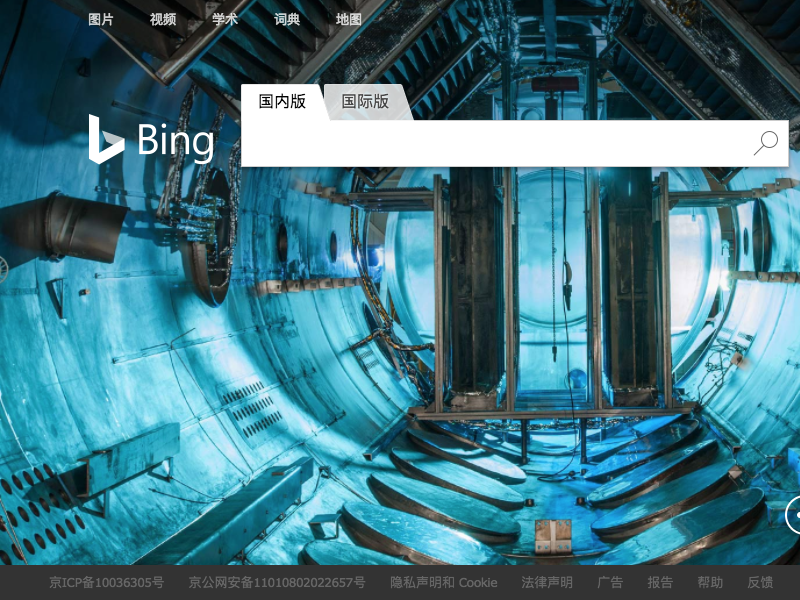 图片 视频 学术 词典 地图
国内版 国际版
Bing
京ICP备10036305号 京公网安备11010802022657号 隐私声明和 Cookie 法律声明 广告 报告 帮助 反馈